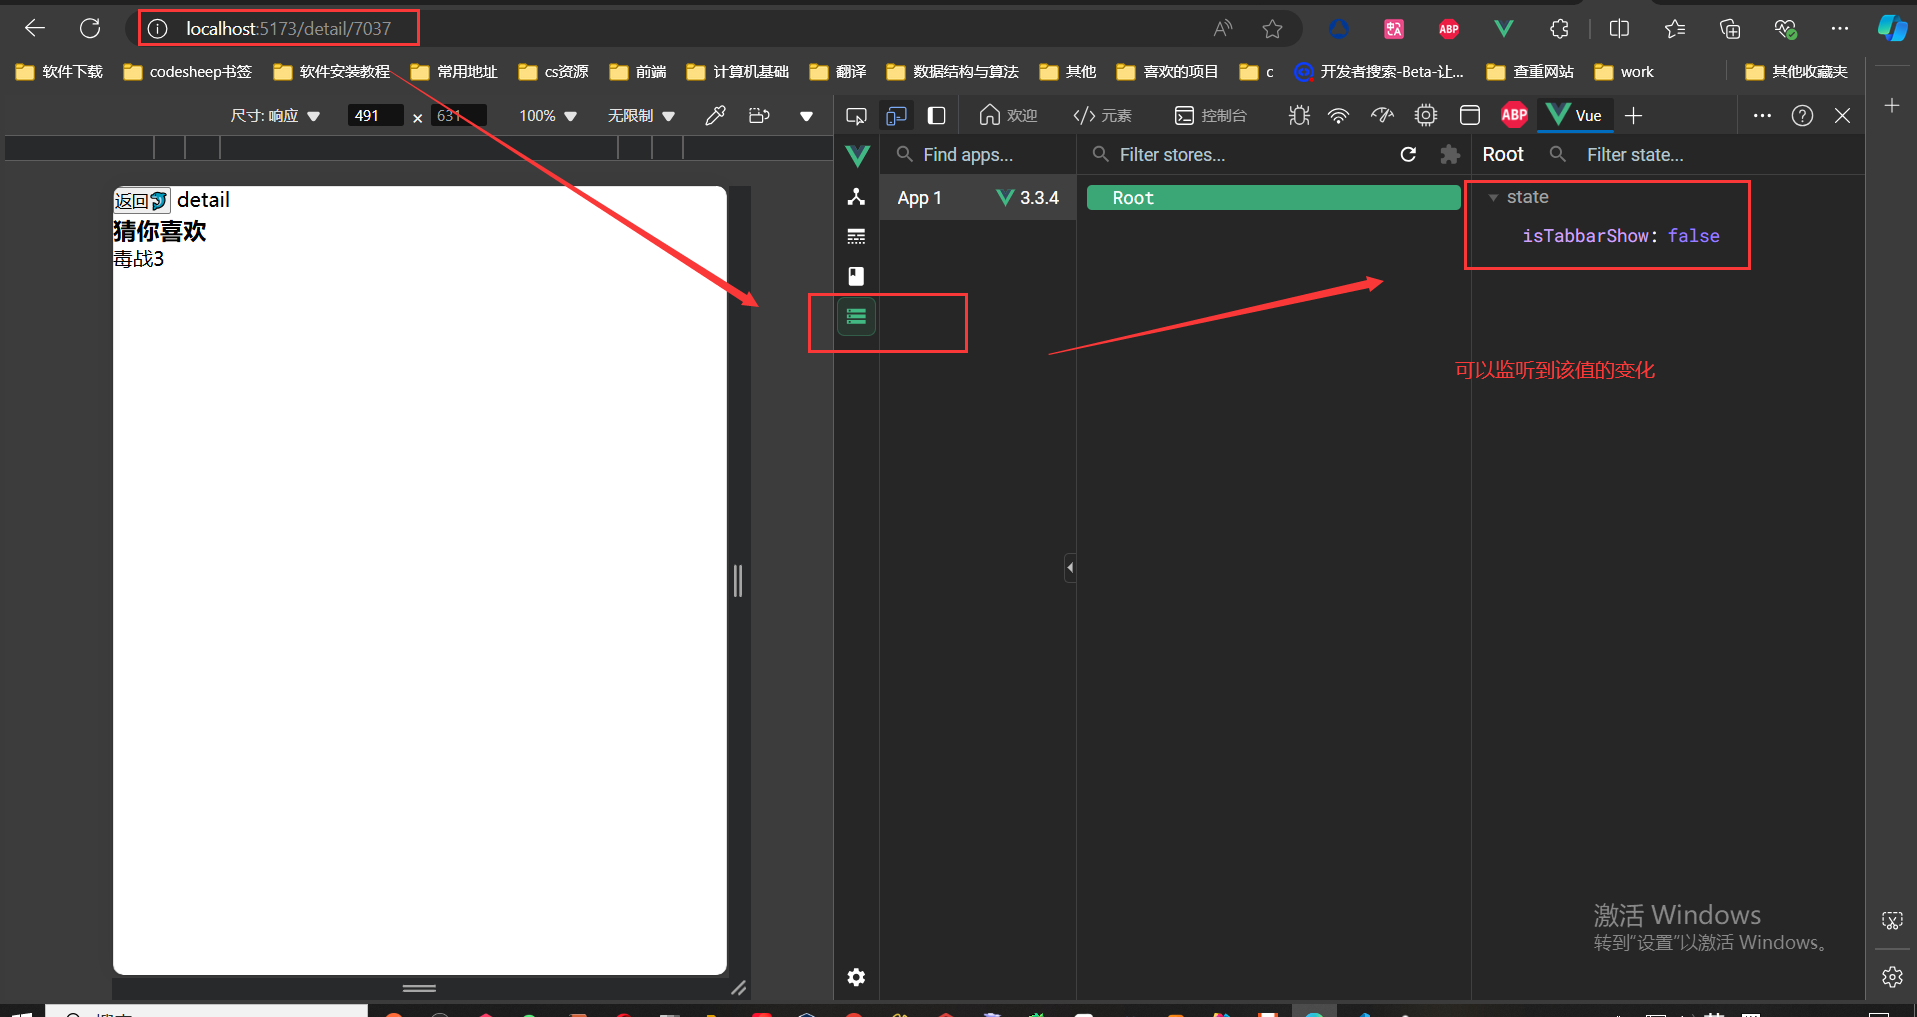 localhost:5173/detail/7037
软件下载 codesheep书签 软件安装教程 常用地址 cs资源 前端 计算机基础 翻译 数据结构与算法 其他 喜欢的项目 c 开发者搜索-Beta-让... 查重网站 work 其他收藏夹
尺寸: 响应 491 × 631 100% 无限制 欢迎 元素 控制台 ABP Vue
Find apps... Filter stores... Root Filter state...
App 1 3.3.4 Root state
isTabbarShow: false
返回 detail
猜你喜欢
毒战3
可以监听到该值的变化
激活 Windows
转到“设置”以激活 Windows。